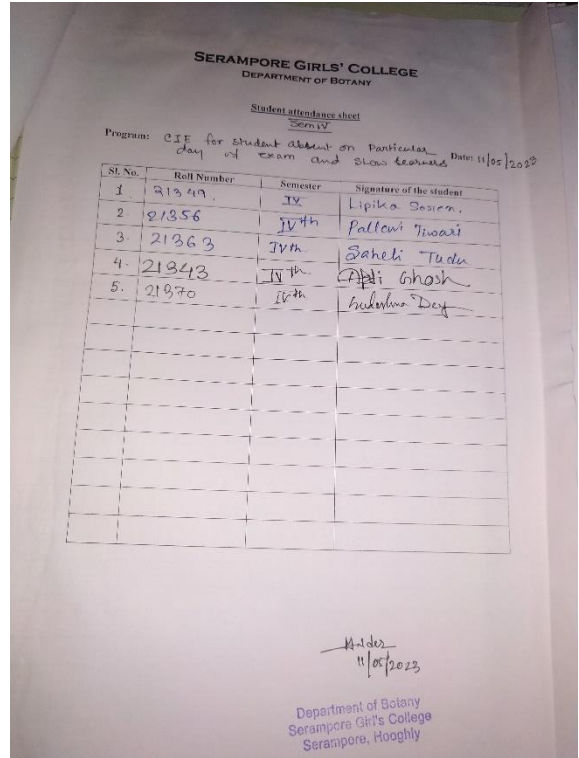 SERAMPORE GIRLS' COLLEGE
DEPARTMENT OF BOTANY
Student attendance sheet
Sem IV
Program: CIE for student absent on Particular Date: 11/05/2023
day of exam and slow learners
Sl. No. Roll Number Semester Signature of the student
1 21349. IV Lipika Soren.
2. 21356 IVth Pallavi Tiwari
3. 21363 IVth Saheli Tudu
4. 21343 IVth Ghosh
5. 21370 IVth Dey
Halder
11/05/2023
Department of Botany
Serampore Girl's College
Serampore, Hooghly